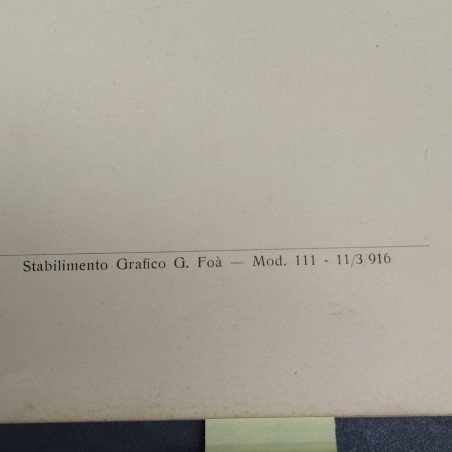 Stabilimento Grafico G. Foà — Mod. 111 - 11/3/916